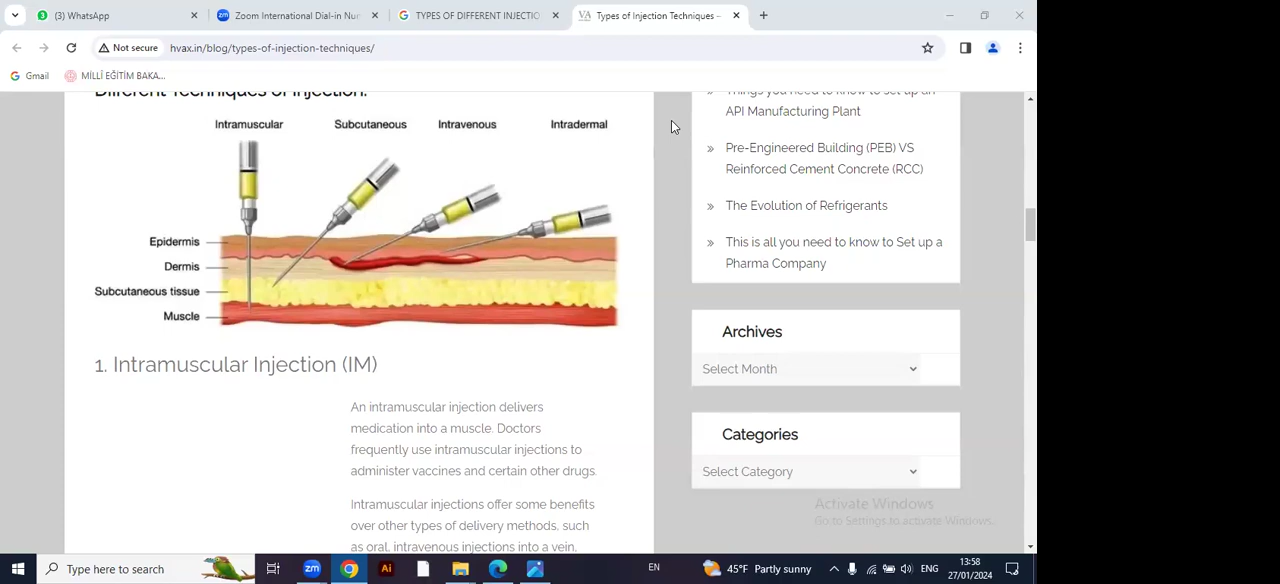 (3) WhatsApp
Zoom International Dial-in Nur
TYPES OF DIFFERENT INJECTIO
Types of Injection Techniques –
Not secure
hvax.in/blog/types-of-injection-techniques/
Gmail
MİLLÎ EĞİTİM BAKA...
Different Techniques of Injection:
Intramuscular Subcutaneous Intravenous Intradermal
Epidermis
Dermis
Subcutaneous tissue
Muscle
1. Intramuscular Injection (IM)
An intramuscular injection delivers
medication into a muscle. Doctors
frequently use intramuscular injections to
administer vaccines and certain other drugs.
Intramuscular injections offer some benefits
over other types of delivery methods, such
as oral, intravenous injections into a vein,
Things you need to know to set up an
API Manufacturing Plant
Pre-Engineered Building (PEB) VS
Reinforced Cement Concrete (RCC)
The Evolution of Refrigerants
This is all you need to know to Set up a
Pharma Company
Archives
Select Month
Categories
Select Category
Activate Windows
Go to Settings to activate Windows.
Type here to search
zm
Ai
EN
45°F Partly sunny
ENG
13:58
27/01/2024